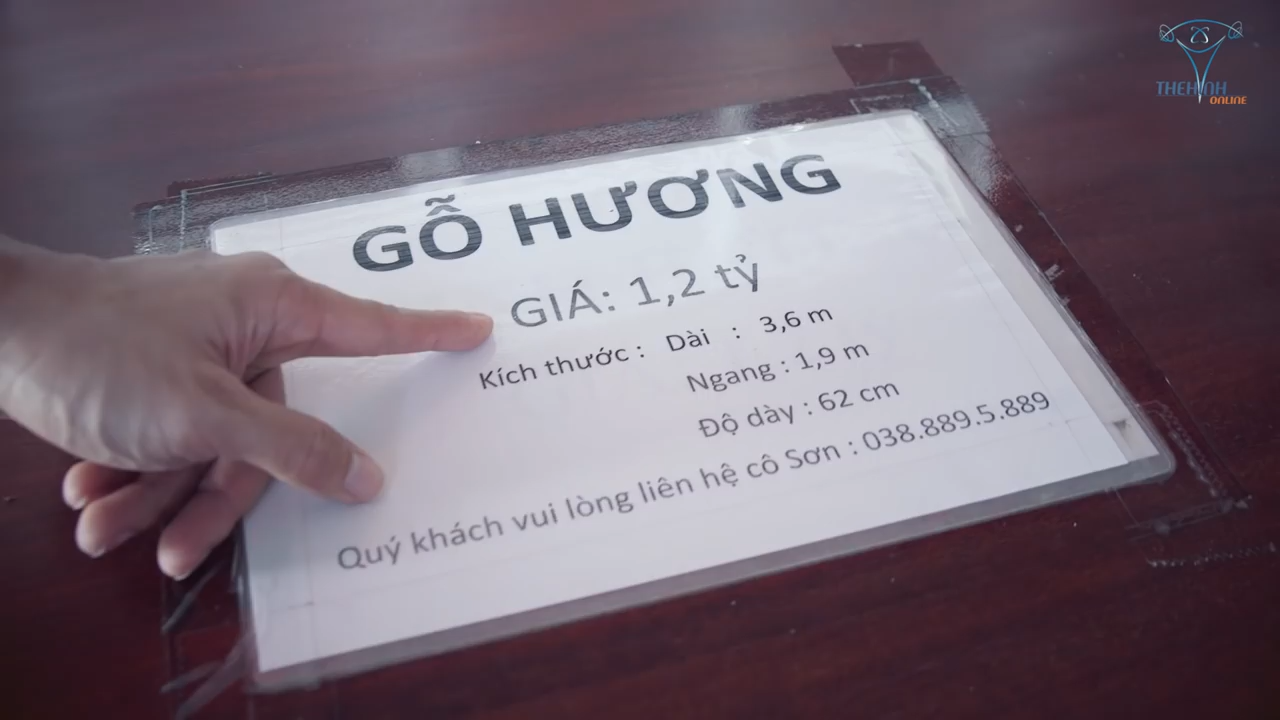 THEHINH
ONLINE
GỖ HƯƠNG
GIÁ: 1,2 tỷ
Kích thước : Dài : 3,6 m
Ngang : 1,9 m
Độ dày : 62 cm
Quý khách vui lòng liên hệ cô Sơn : 038.889.5.889